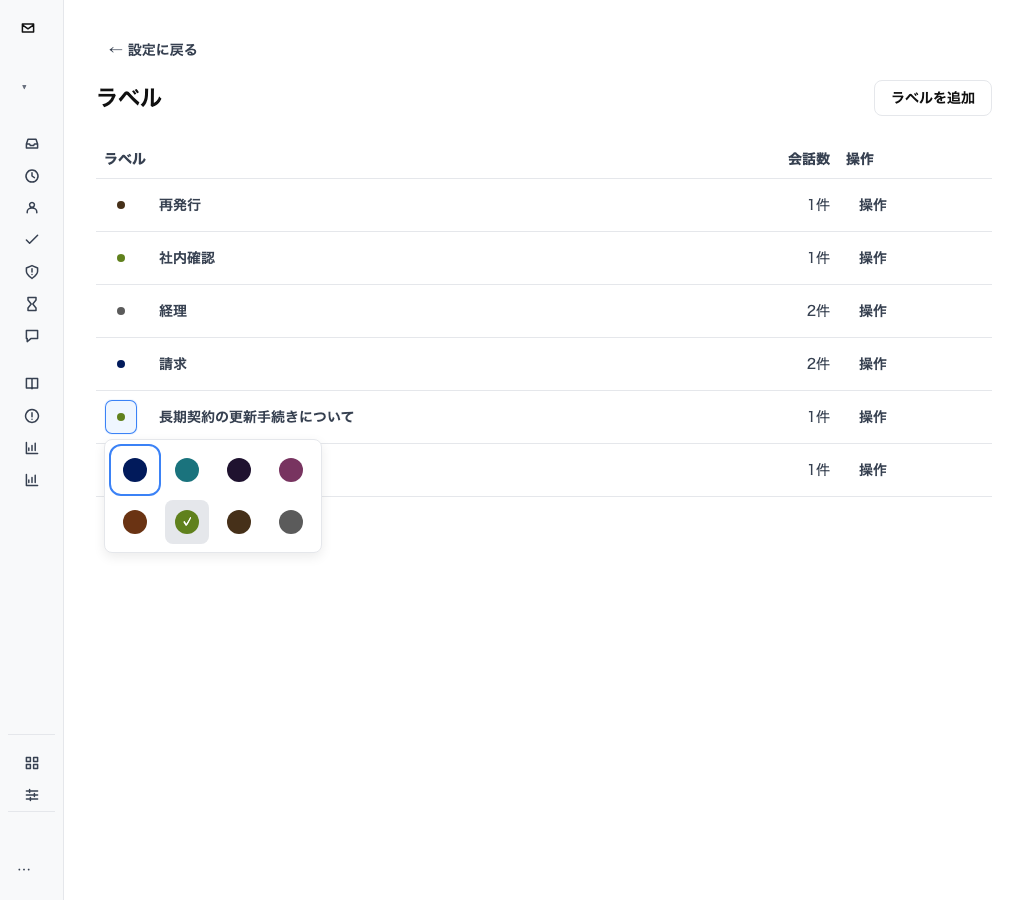 ← 設定に戻る
ラベル
ラベルを追加
ラベル 会話数 操作
再発行 1件 操作
社内確認 1件 操作
経理 2件 操作
請求 2件 操作
長期契約の更新手続きについて 1件 操作
1件 操作